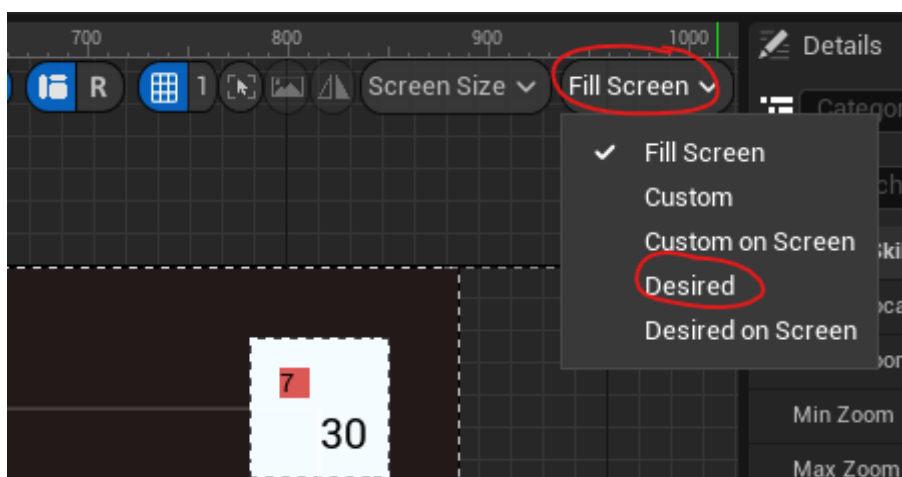 700 800 900 1000
Details
R 1 Screen Size Fill Screen
Categor
Fill Screen
Custom
Custom on Screen
Desired
Desired on Screen
Min Zoom
Max Zoom
7
30